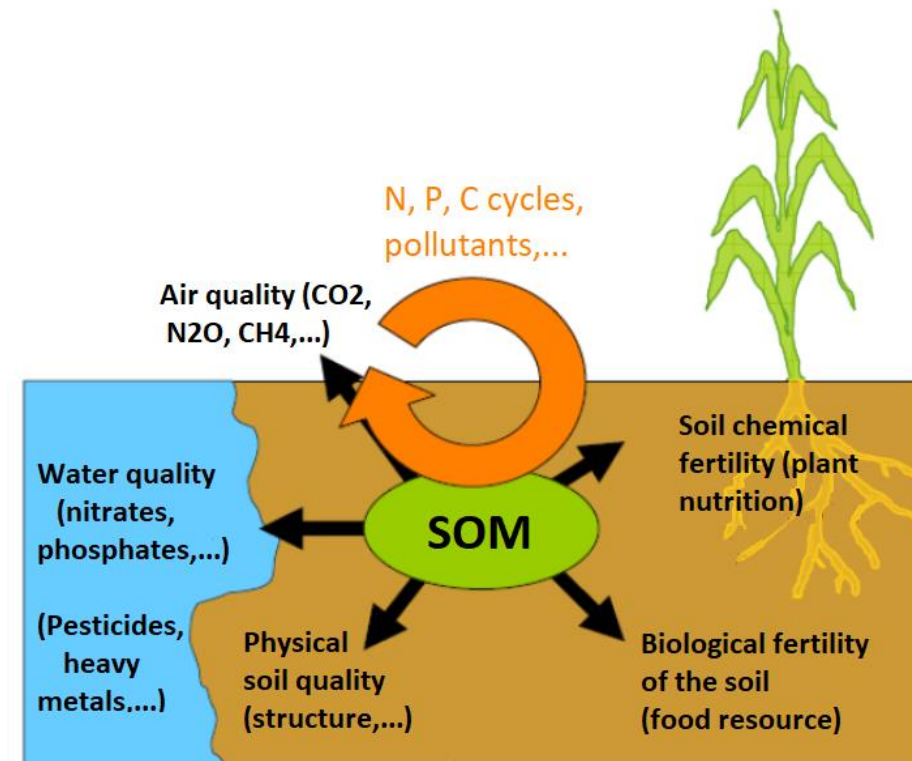 N, P, C cycles,
pollutants,...
Air quality (CO2,
N2O, CH4,...)
Soil chemical
fertility (plant
nutrition)
Water quality
(nitrates,
phosphates,...)
SOM
(Pesticides,
heavy
metals,...)
Physical
soil quality
(structure,...)
Biological fertility
of the soil
(food resource)